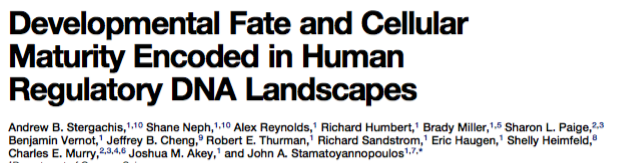 Developmental Fate and Cellular
Maturity Encoded in Human
Regulatory DNA Landscapes
Andrew B. Stergachis,1,10 Shane Neph,1,10 Alex Reynolds,1 Richard Humbert,1 Brady Miller,1,5 Sharon L. Paige,2,3
Benjamin Vernot,1 Jeffrey B. Cheng,9 Robert E. Thurman,1 Richard Sandstrom,1 Eric Haugen,1 Shelly Heimfeld,8
Charles E. Murry,2,3,4,6 Joshua M. Akey,1 and John A. Stamatoyannopoulos1,7,*